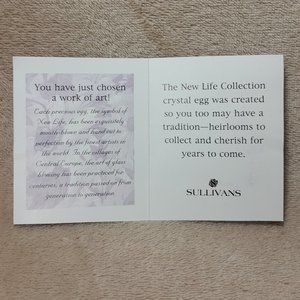 You have just chosen
a work of art!
Each precious egg, the symbol of
New Life, has been exquisitely
mouth-blown and hand cut to
perfection by the finest artists in
the world. In the villages of
Central Europe, the art of glass
blowing has been practiced for
centuries, a tradition passed on from
generation to generation.
The New Life Collection
crystal egg was created
so you too may have a
tradition—heirlooms to
collect and cherish for
years to come.
SULLIVANS